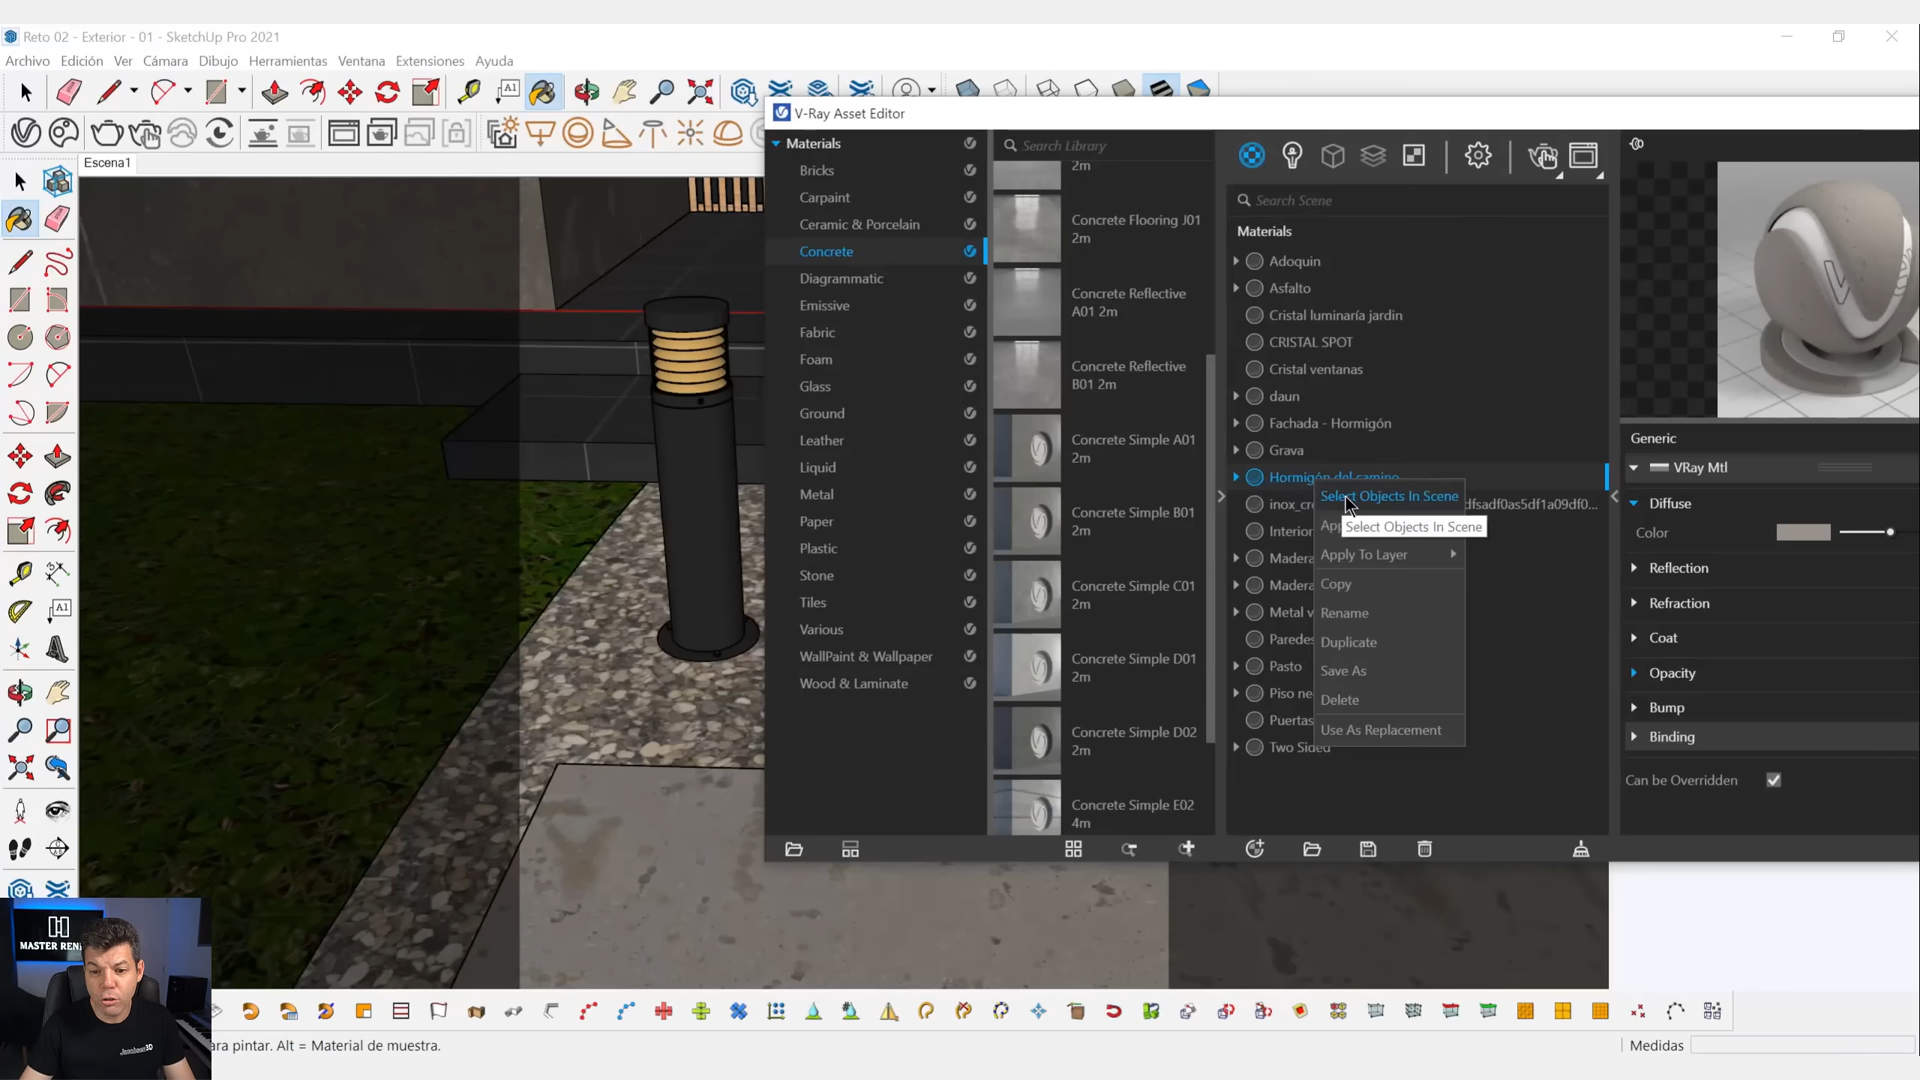 Reto 02 - Exterior - 01 - SketchUp Pro 2021
Archivo Edición Ver Cámara Dibujo Herramientas Ventana Extensiones Ayuda
Escena1
V-Ray Asset Editor
Materials
Bricks
Carpaint
Ceramic & Porcelain
Concrete
Diagrammatic
Emissive
Fabric
Foam
Glass
Ground
Leather
Liquid
Metal
Paper
Plastic
Stone
Tiles
Various
WallPaint & Wallpaper
Wood & Laminate
Search Library
2m
Concrete Flooring J01
2m
Concrete Reflective
A01 2m
Concrete Reflective
B01 2m
Concrete Simple A01
2m
Concrete Simple B01
2m
Concrete Simple C01
2m
Concrete Simple D01
2m
Concrete Simple D02
2m
Concrete Simple E02
4m
Search Scene
Materials
Adoquin
Asfalto
Cristal luminaría jardin
CRISTAL SPOT
Cristal ventanas
daun
Fachada - Hormigón
Grava
Hormigón del camino
Interior
Madera
Madera
Metal
Paredes
Pasto
Piso
Puertas
Two Sided
Select Objects In Scene
Select Objects In Scene
Apply To Layer
Copy
Rename
Duplicate
Save As
Delete
Use As Replacement
Generic
VRay Mtl
Diffuse
Color
Reflection
Refraction
Coat
Opacity
Bump
Binding
Can be Overridden
MASTER
para pintar. Alt = Material de muestra.
Medidas